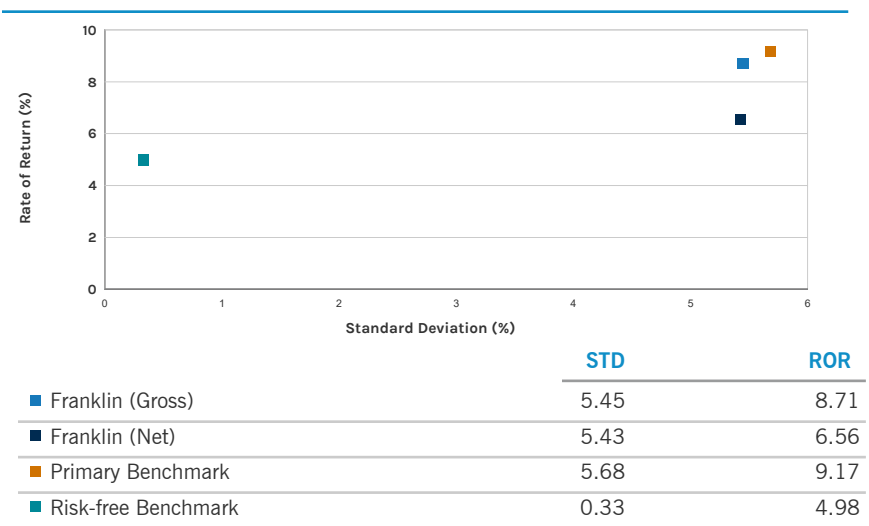 10
8
6
4
2
0
Rate of Return (%)
0 1 2 3 4 5 6
Standard Deviation (%)
STD ROR
Franklin (Gross) 5.45 8.71
Franklin (Net) 5.43 6.56
Primary Benchmark 5.68 9.17
Risk-free Benchmark 0.33 4.98